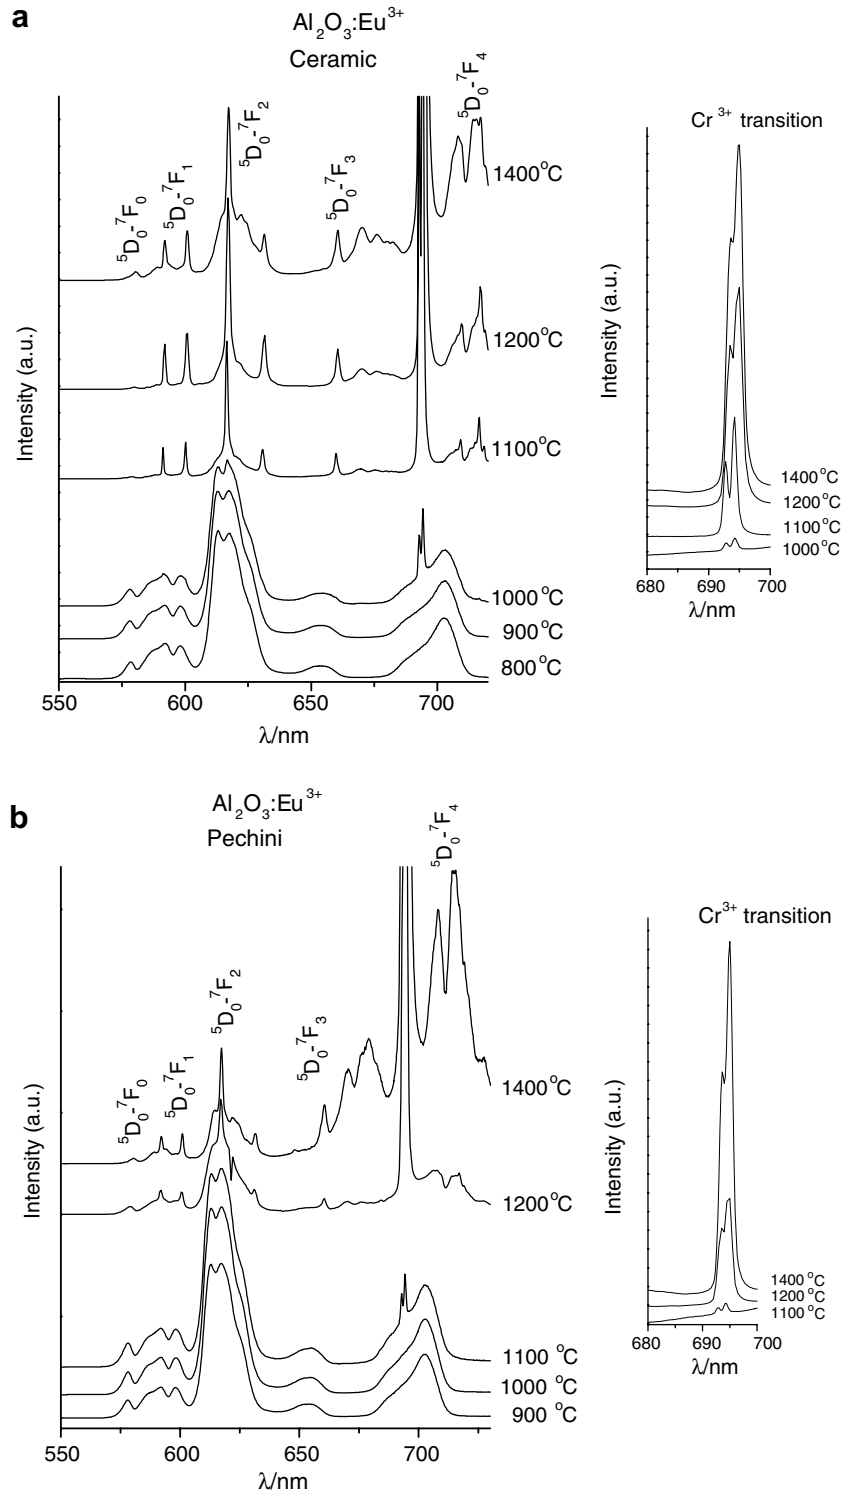 a
Al₂O₃:Eu³⁺
Ceramic
⁵D₀-⁷F₀
⁵D₀-⁷F₁
⁵D₀-⁷F₂
⁵D₀-⁷F₃
⁵D₀-⁷F₄
1400°C
1200°C
1100°C
1000°C
900°C
800°C
Intensity (a.u.)
550 600 650 700
λ/nm
Cr³⁺ transition
Intensity (a.u.)
1400°C
1200°C
1100°C
1000°C
680 690 700
λ/nm
b
Al₂O₃:Eu³⁺
Pechini
⁵D₀-⁷F₀
⁵D₀-⁷F₁
⁵D₀-⁷F₂
⁵D₀-⁷F₃
⁵D₀-⁷F₄
1400°C
1200°C
1100 °C
1000°C
900 °C
Intensity (a.u.)
550 600 650 700
λ/nm
Cr³⁺ transition
Intensity (a.u.)
1400 °C
1200 °C
1100 °C
680 690 700
λ/nm